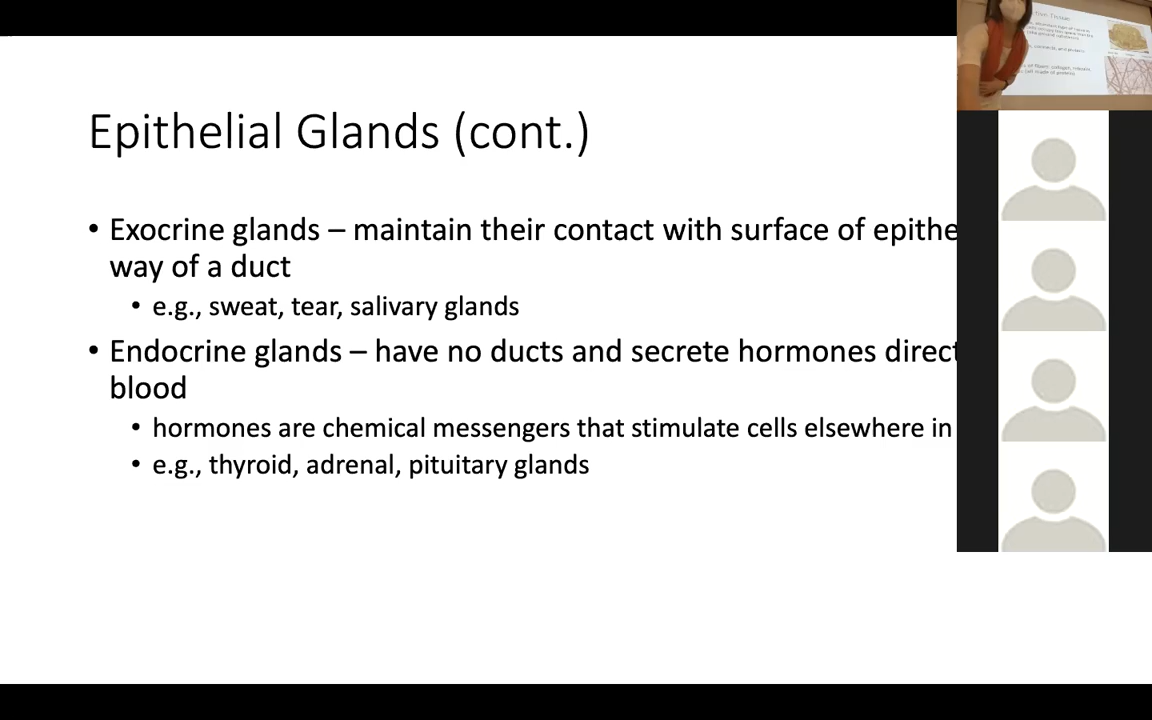 Epithelial Glands (cont.)
• Exocrine glands – maintain their contact with surface of epithe
way of a duct
• e.g., sweat, tear, salivary glands
• Endocrine glands – have no ducts and secrete hormones direct
blood
• hormones are chemical messengers that stimulate cells elsewhere in
• e.g., thyroid, adrenal, pituitary glands